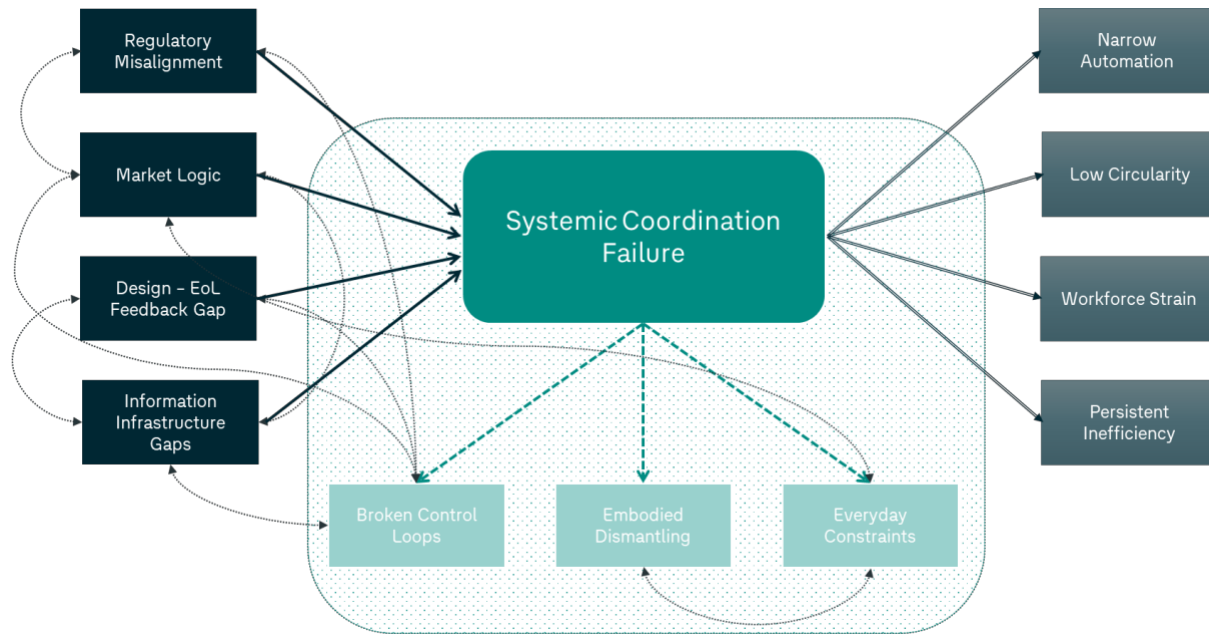 Regulatory
Misalignment
Market Logic
Design – EoL
Feedback Gap
Information
Infrastructure
Gaps
Systemic Coordination
Failure
Broken Control
Loops
Embodied
Dismantling
Everyday
Constraints
Narrow
Automation
Low Circularity
Workforce Strain
Persistent
Inefficiency